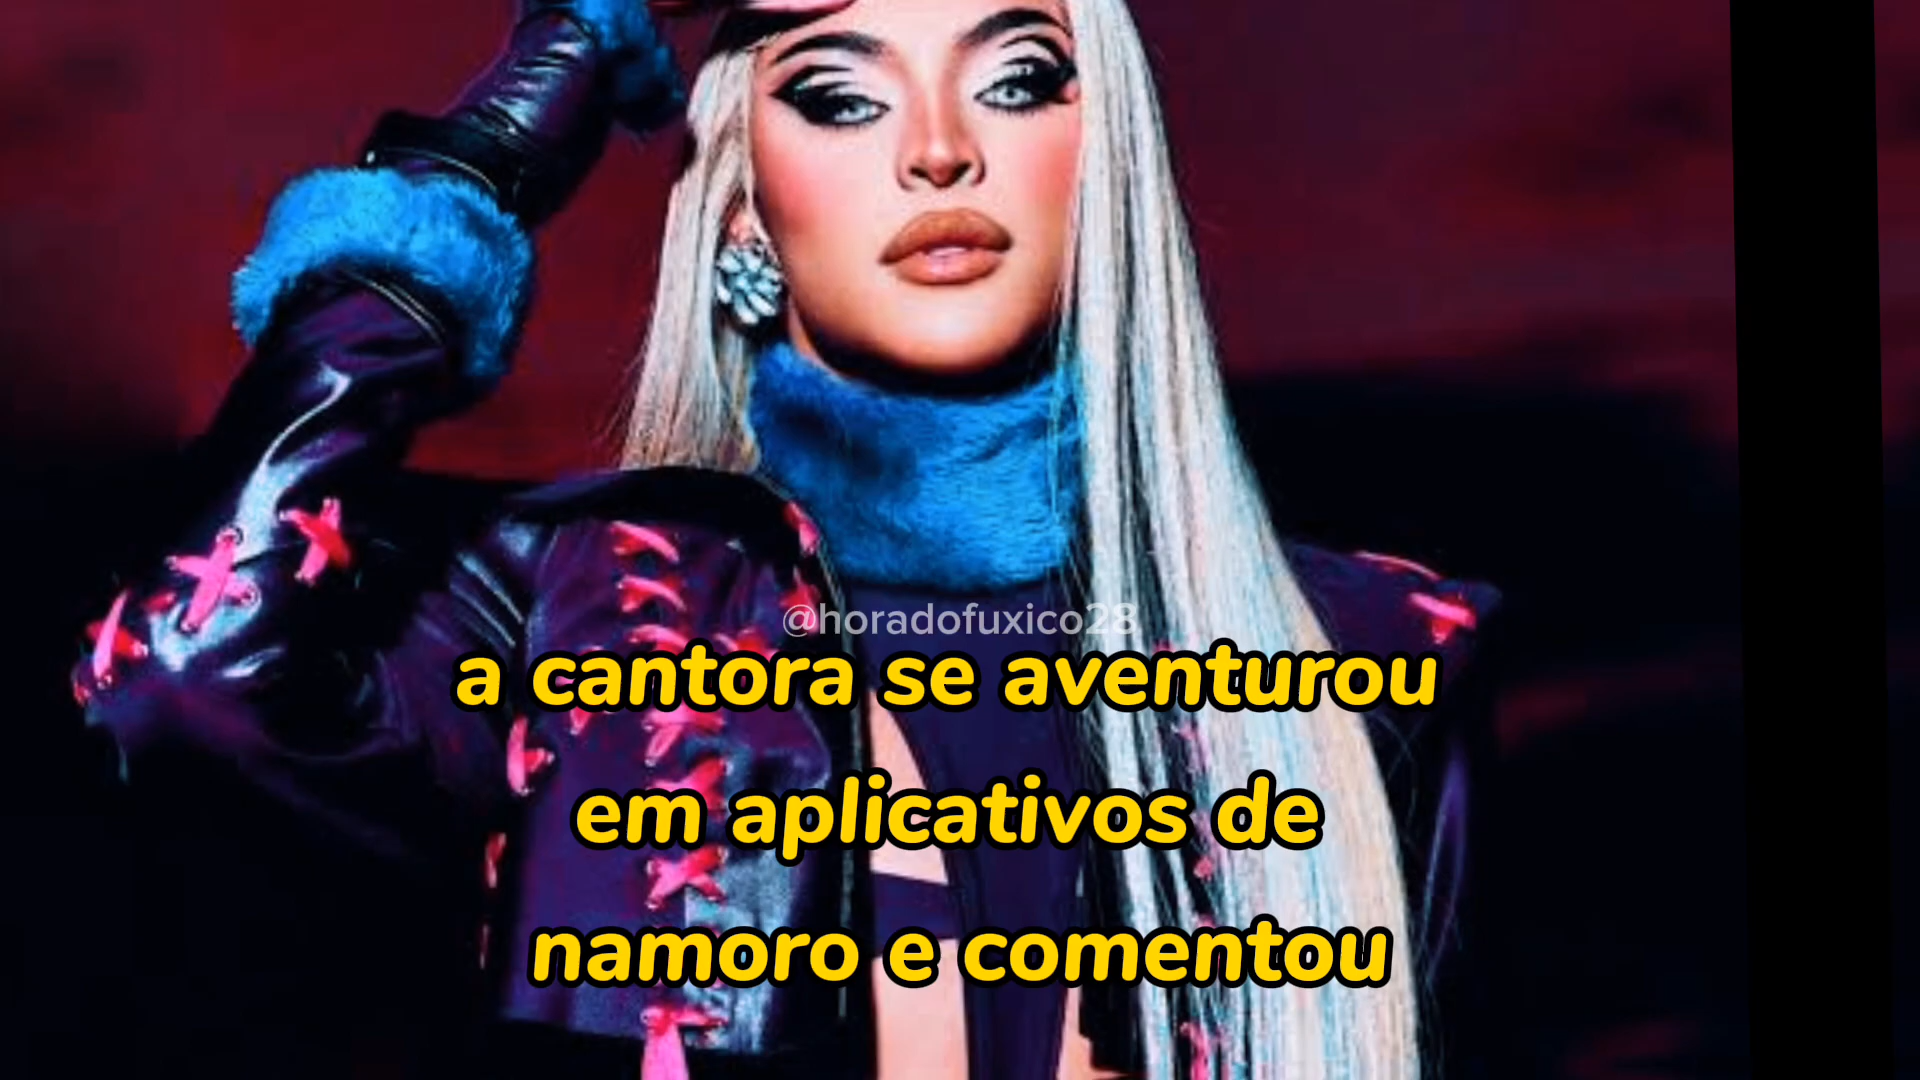 @horadofuxico28
a cantora se aventurou
em aplicativos de
namoro e comentou